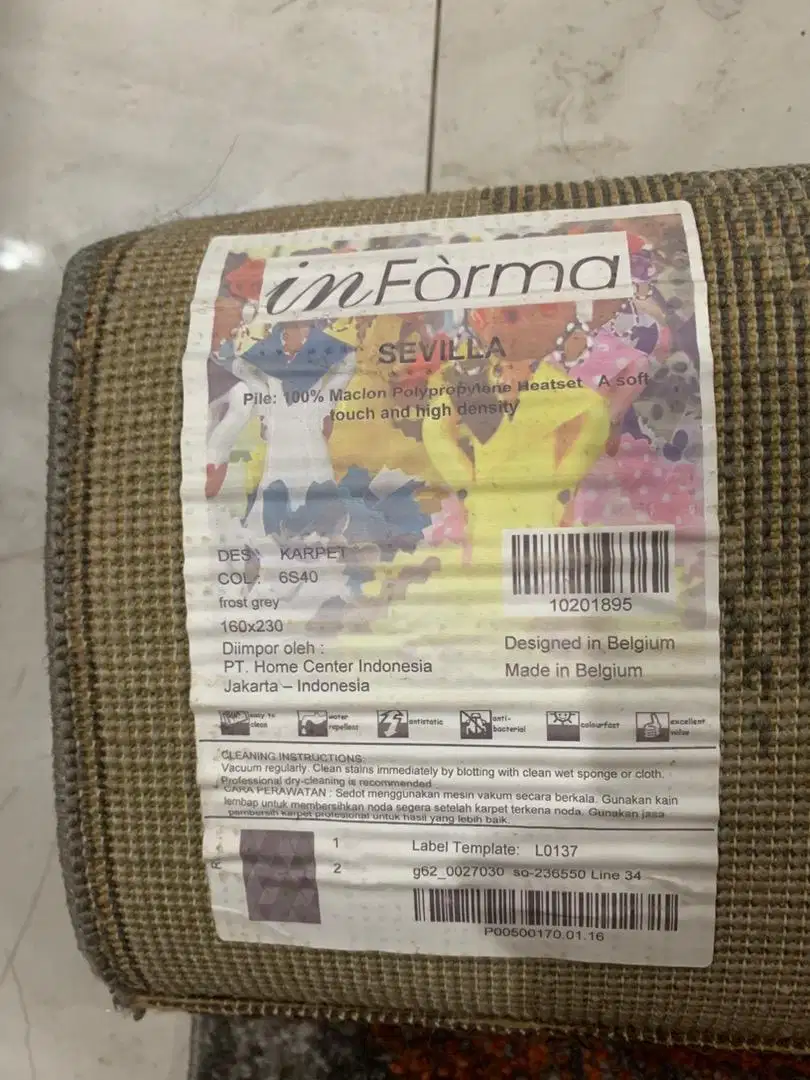 inFòrma
SEVILLA
Pile: 100% Maclon Polypropylene Heatset A soft
touch and high density
DES : KARPET
COL : 6S40
frost grey
160x230
Diimpor oleh :
PT. Home Center Indonesia
Jakarta – Indonesia
10201895
Designed in Belgium
Made in Belgium
easy to clean
water repellent
antistatic
anti-bacterial
colourfast
excellent value
CLEANING INSTRUCTIONS:
Vacuum regularly. Clean stains immediately by blotting with clean wet sponge or cloth.
Professional dry-cleaning is recommended
CARA PERAWATAN : Sedot menggunakan mesin vakum secara berkala. Gunakan kain
lembap untuk membersihkan noda segera setelah karpet terkena noda. Gunakan jasa
pembersih karpet profesional untuk hasil yang lebih baik.
1
2
Label Template: L0137
g62_0027030 so-236550 Line 34
P00500170.01.16